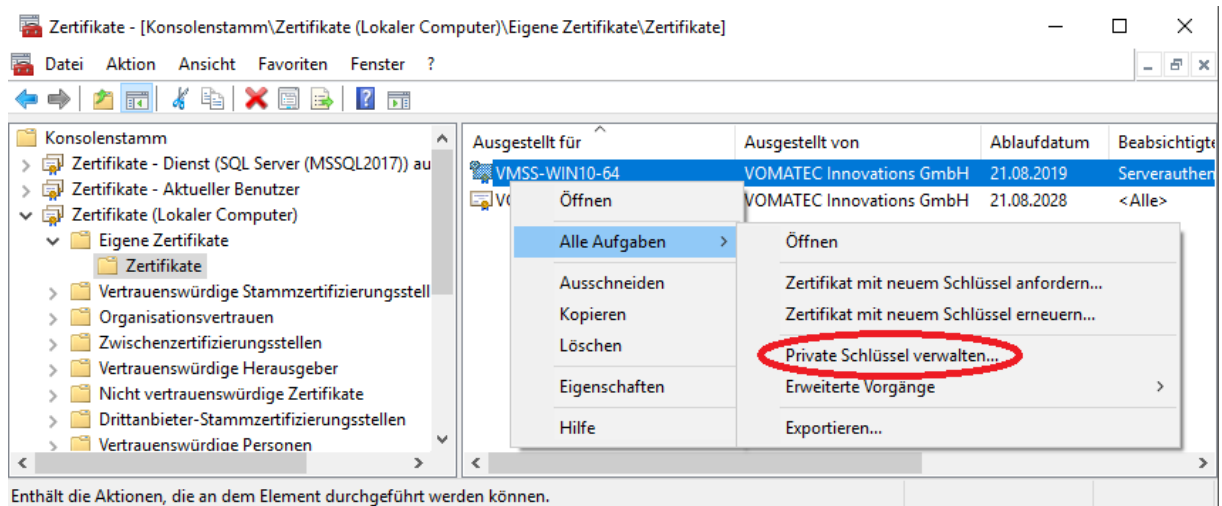 Zertifikate - [Konsolenstamm\Zertifikate (Lokaler Computer)\Eigene Zertifikate\Zertifikate]
Datei Aktion Ansicht Favoriten Fenster ?
Konsolenstamm
Zertifikate - Dienst (SQL Server (MSSQL2017)) au
Zertifikate - Aktueller Benutzer
Zertifikate (Lokaler Computer)
Eigene Zertifikate
Zertifikate
Vertrauenswürdige Stammzertifizierungsstell
Organisationsvertrauen
Zwischenzertifizierungsstellen
Vertrauenswürdige Herausgeber
Nicht vertrauenswürdige Zertifikate
Drittanbieter-Stammzertifizierungsstellen
Vertrauenswürdige Personen
Ausgestellt für Ausgestellt von Ablaufdatum Beabsichtigte
VMSS-WIN10-64 VOMATEC Innovations GmbH 21.08.2019 Serverauthen
VOMATEC Innovations GmbH 21.08.2028 <Alle>
Öffnen
Alle Aufgaben
Ausschneiden
Kopieren
Löschen
Eigenschaften
Hilfe
Öffnen
Zertifikat mit neuem Schlüssel anfordern...
Zertifikat mit neuem Schlüssel erneuern...
Private Schlüssel verwalten...
Erweiterte Vorgänge
Exportieren...
Enthält die Aktionen, die an dem Element durchgeführt werden können.